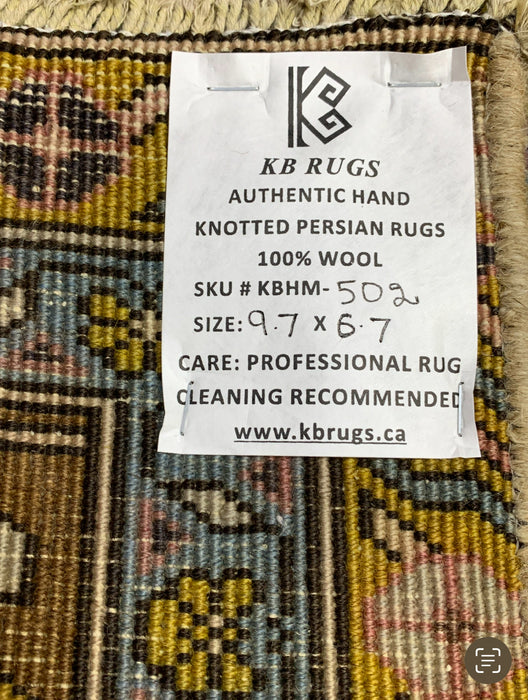 KB RUGS
AUTHENTIC HAND
KNOTTED PERSIAN RUGS
100% WOOL
SKU # KBHM-502
SIZE: 9.7 X 6.7
CARE: PROFESSIONAL RUG
CLEANING RECOMMENDED
www.kbrugs.ca